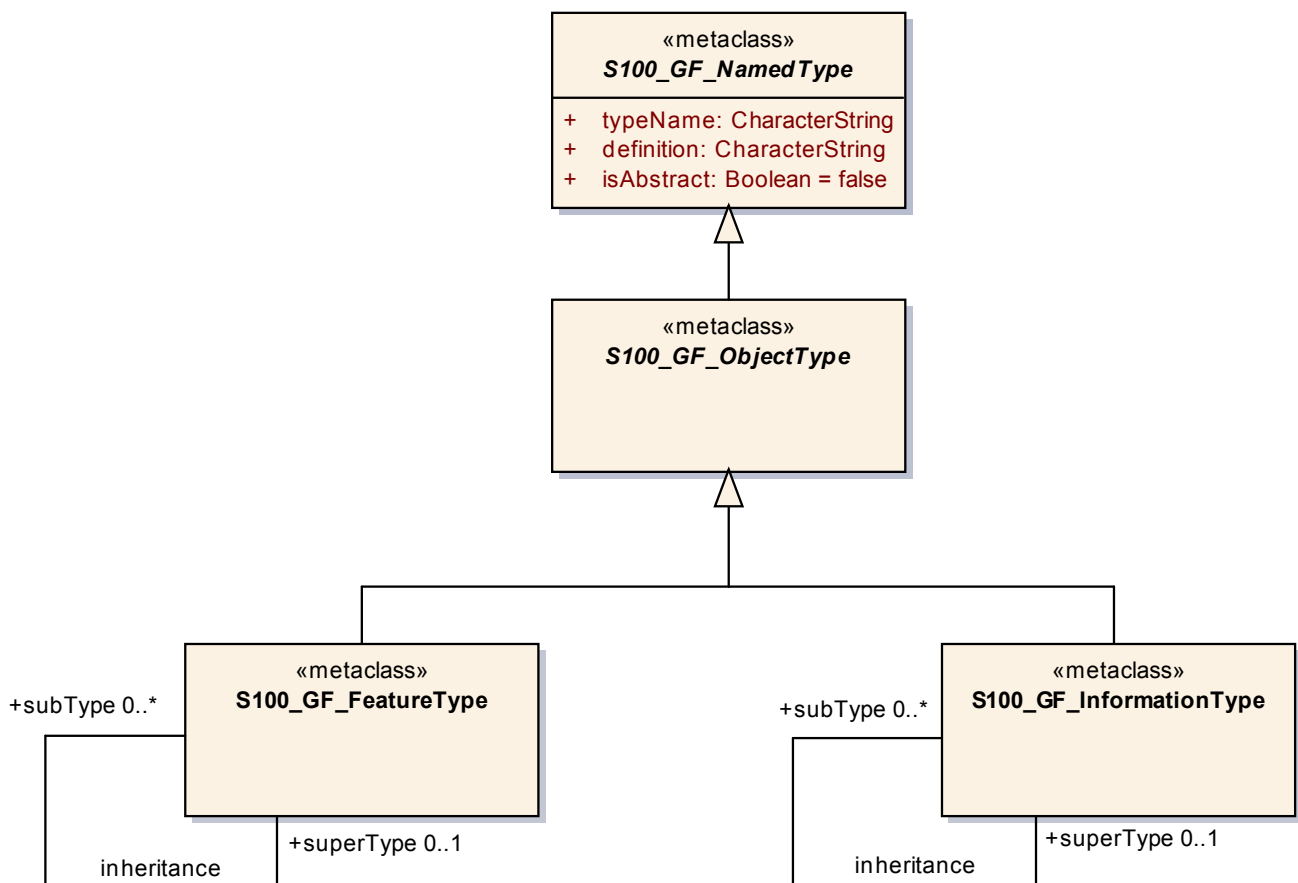 «metaclass»
S100_GF_NamedType
+ typeName: CharacterString
+ definition: CharacterString
+ isAbstract: Boolean = false
«metaclass»
S100_GF_ObjectType
«metaclass»
S100_GF_FeatureType
+subType 0..*
+superType 0..1
inheritance
«metaclass»
S100_GF_InformationType
+subType 0..*
+superType 0..1
inheritance